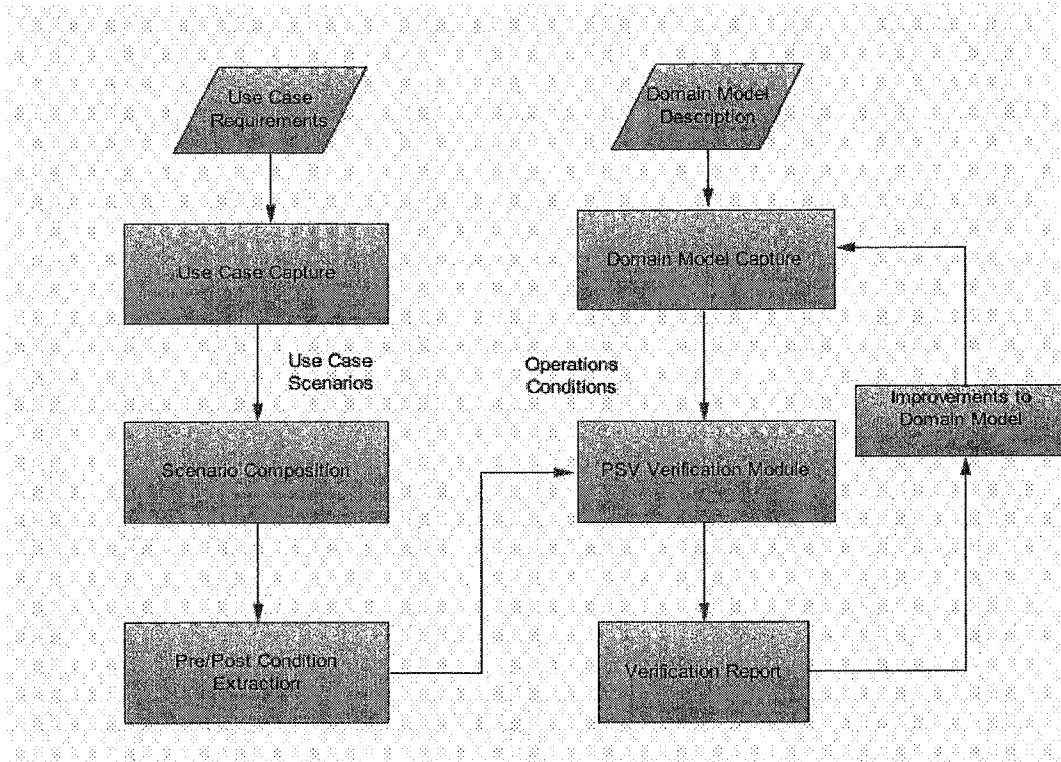 Use Case
Requirements
Domain Model
Description
Use Case Capture
Domain Model Capture
Use Case
Scenarios
Operations
Conditions
Improvements to
Domain Model
Scenario Composition
PSV Verification Module
Pre/Post Condition
Extraction
Verification Report